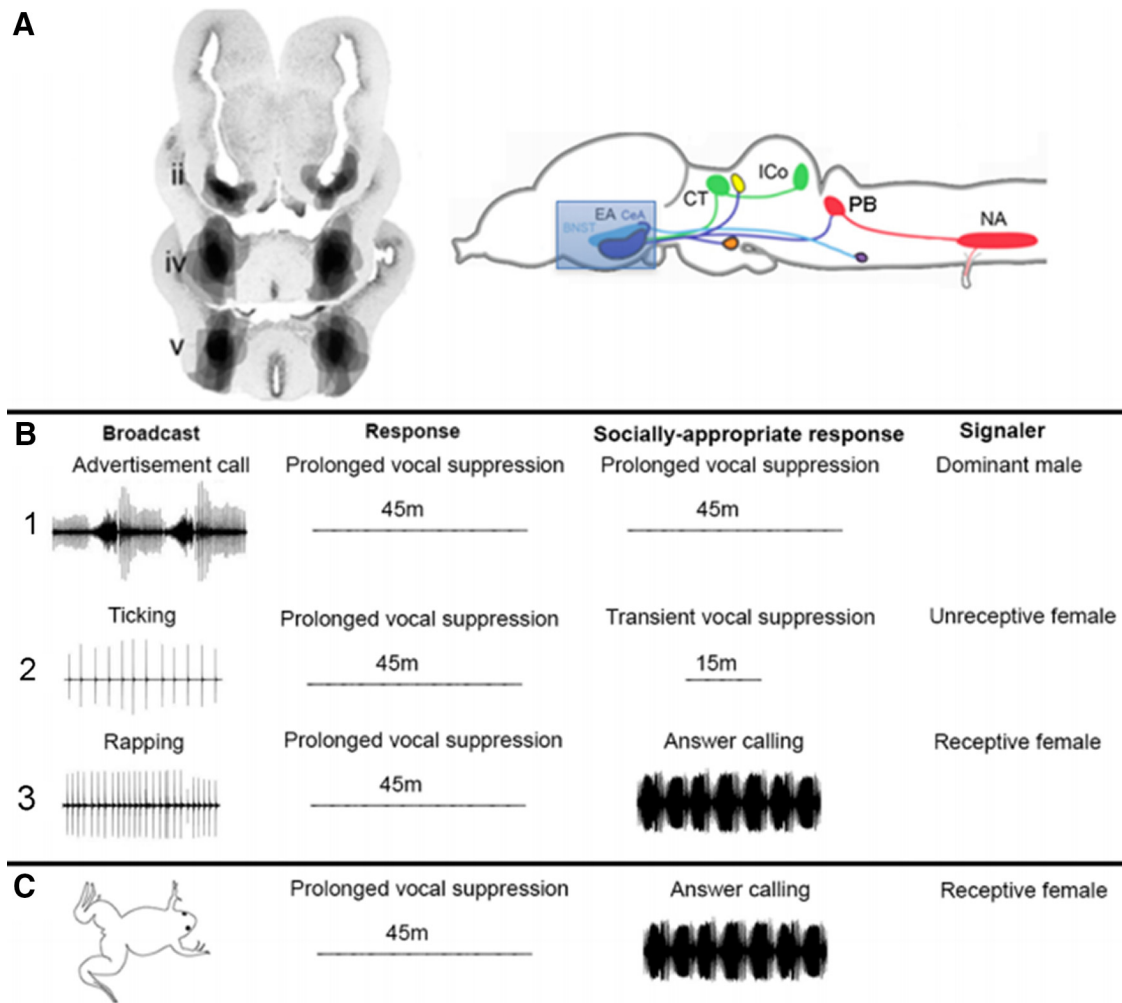 A
ii
iv
v
CT
ICo
EA CeA
BNST
PB
NA
B
Broadcast Response Socially-appropriate response Signaler
Advertisement call Prolonged vocal suppression Prolonged vocal suppression Dominant male
1 45m 45m
Ticking Prolonged vocal suppression Transient vocal suppression Unreceptive female
2 45m 15m
Rapping Prolonged vocal suppression Answer calling Receptive female
3 45m
C
Prolonged vocal suppression Answer calling Receptive female
45m